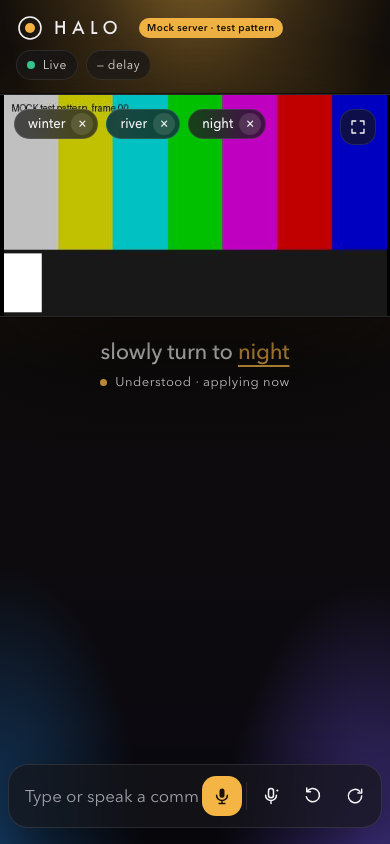 HALO
Mock server · test pattern
Live
– delay
MOCK test pattern frame 00
winter ×
river ×
night ×
slowly turn to night
Understood · applying now
Type or speak a comm